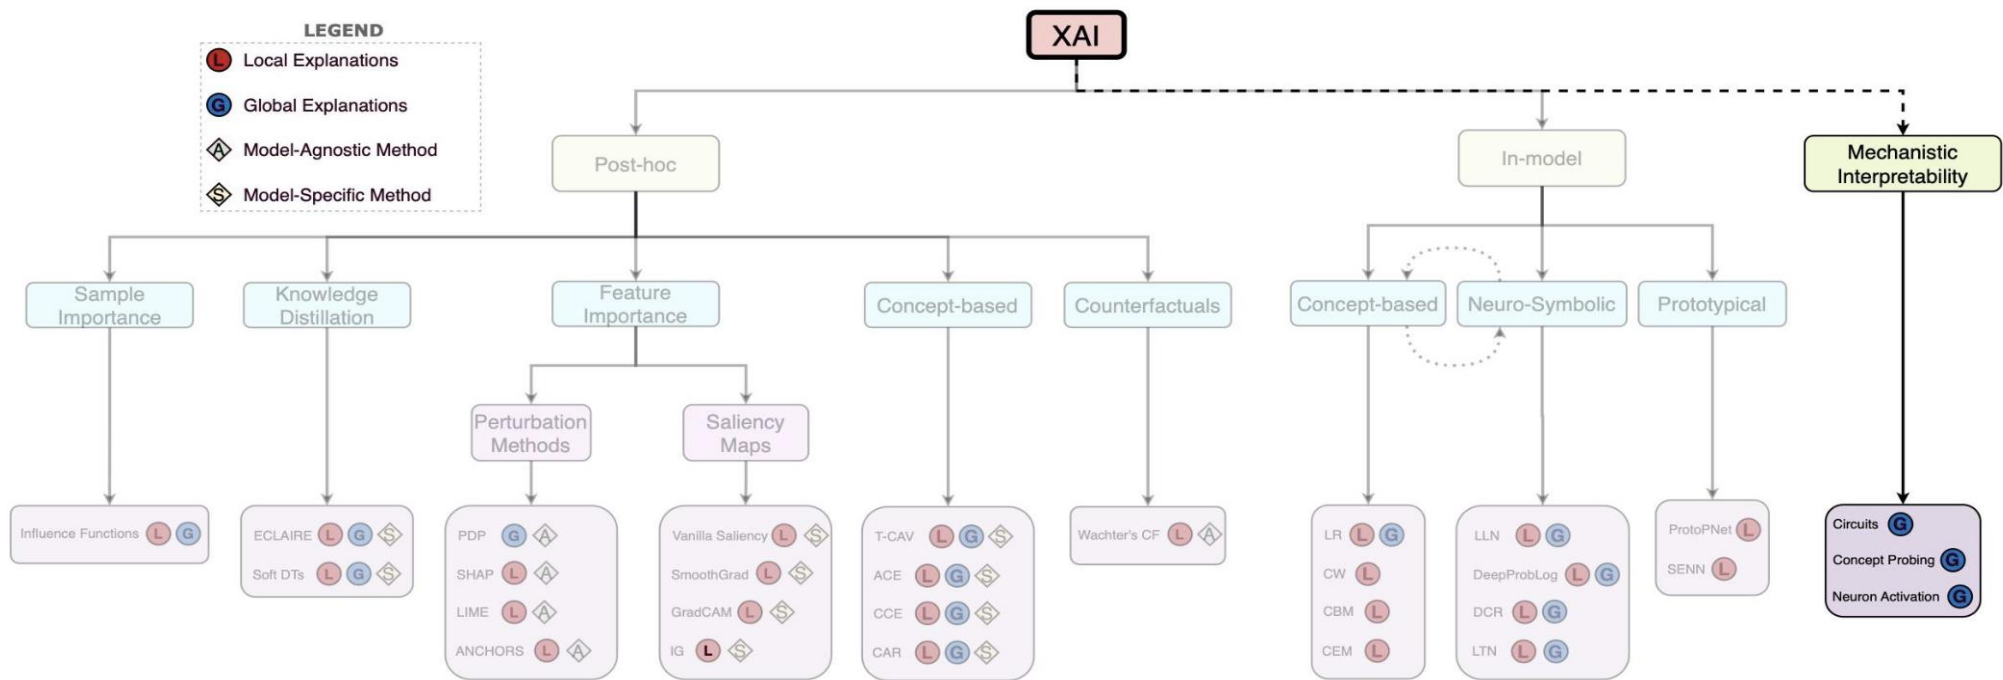 XAI
LEGEND
L Local Explanations
G Global Explanations
A Model-Agnostic Method
S Model-Specific Method
Post-hoc
In-model
Mechanistic
Interpretability
Sample
Importance
Knowledge
Distillation
Feature
Importance
Concept-based
Counterfactuals
Concept-based
Neuro-Symbolic
Prototypical
Perturbation
Methods
Saliency
Maps
Influence Functions L G
ECLAIRE L G S
Soft DTs L G S
PDP G A
SHAP L A
LIME L A
ANCHORS L A
Vanilla Saliency L S
SmoothGrad L S
GradCAM L S
IG L S
T-CAV L G S
ACE L G S
CCE L G S
CAR L G S
Wachter's CF L A
LR L G
CW L
CBM L
CEM L
LLN L G
DeepProbLog L G
DCR L G
LTN L G
ProtoPNet L
SENN L
Circuits G
Concept Probing G
Neuron Activation G